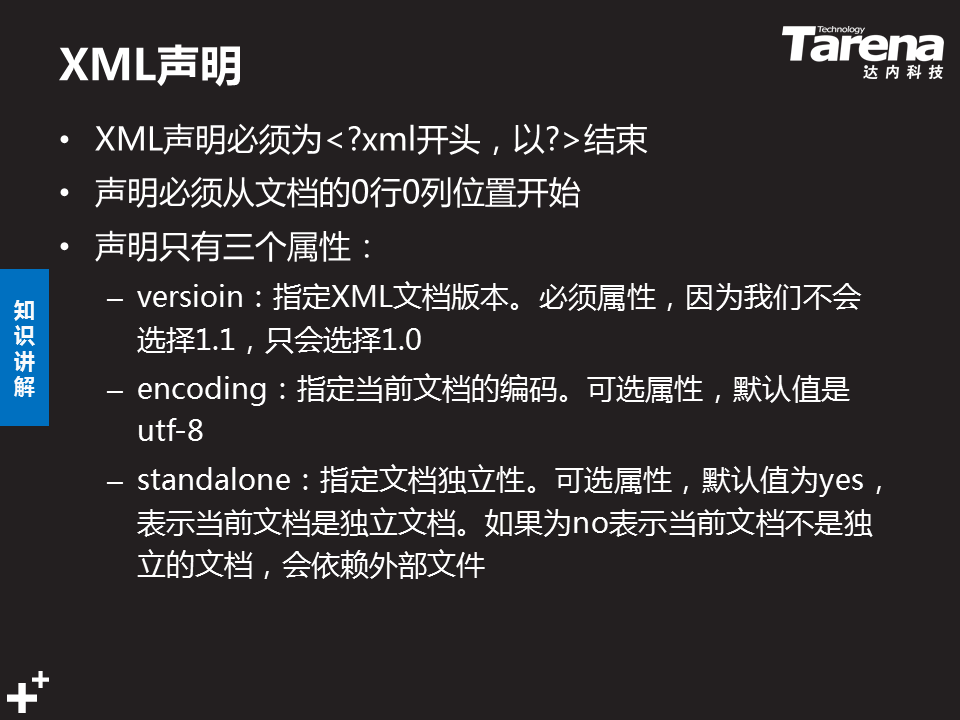 XML声明
Technology
Tarena
达内科技
• XML声明必须为<?xml开头，以?>结束
• 声明必须从文档的0行0列位置开始
• 声明只有三个属性：
– versioin：指定XML文档版本。必须属性，因为我们不会
选择1.1，只会选择1.0
– encoding：指定当前文档的编码。可选属性，默认值是
utf-8
– standalone：指定文档独立性。可选属性，默认值为yes，
表示当前文档是独立文档。如果为no表示当前文档不是独
立的文档，会依赖外部文件
知
识
讲
解